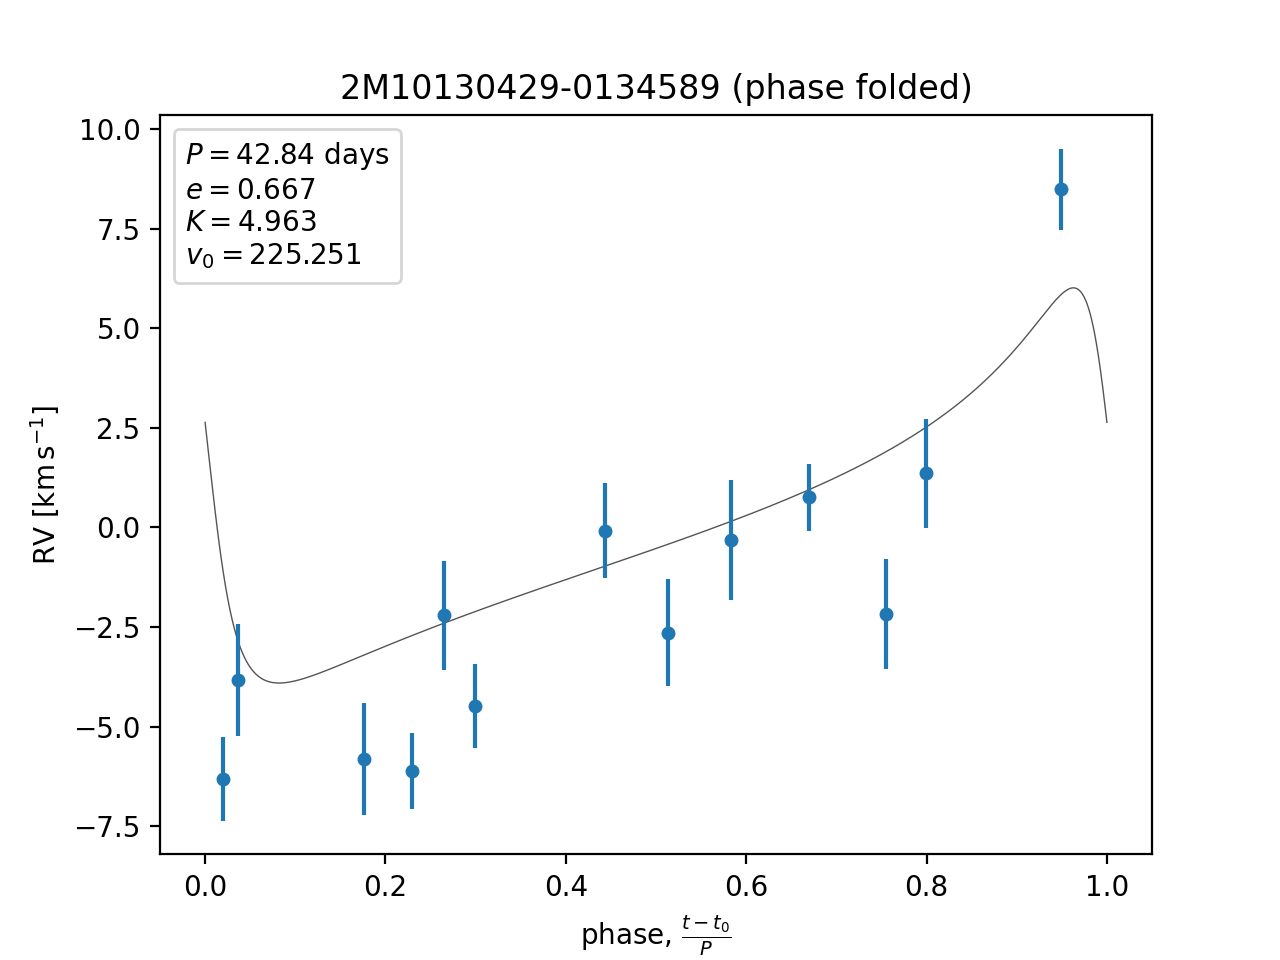 2M10130429-0134589 (phase folded)
P = 42.84 days
e = 0.667
K = 4.963
v₀ = 225.251
10.0
7.5
5.0
2.5
0.0
−2.5
−5.0
−7.5
RV [km s⁻¹]
0.0 0.2 0.4 0.6 0.8 1.0
phase, (t − t₀)/P